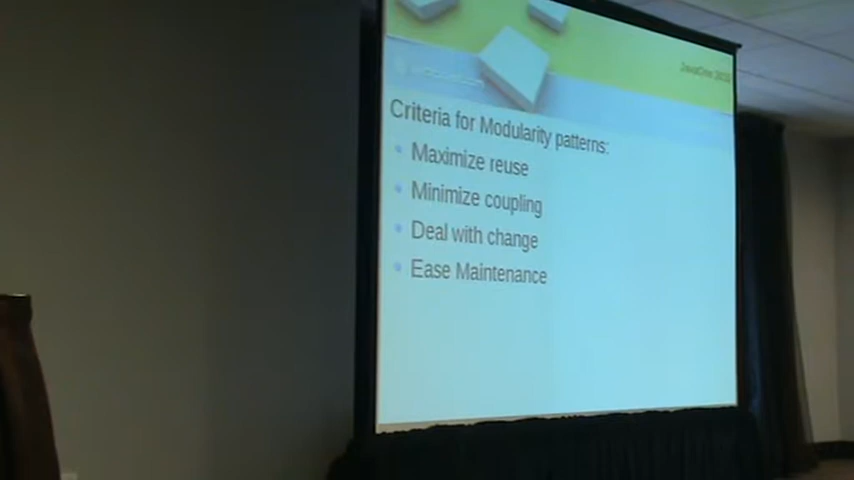 Criteria for Modularity patterns:
Maximize reuse
Minimize coupling
Deal with change
Ease Maintenance